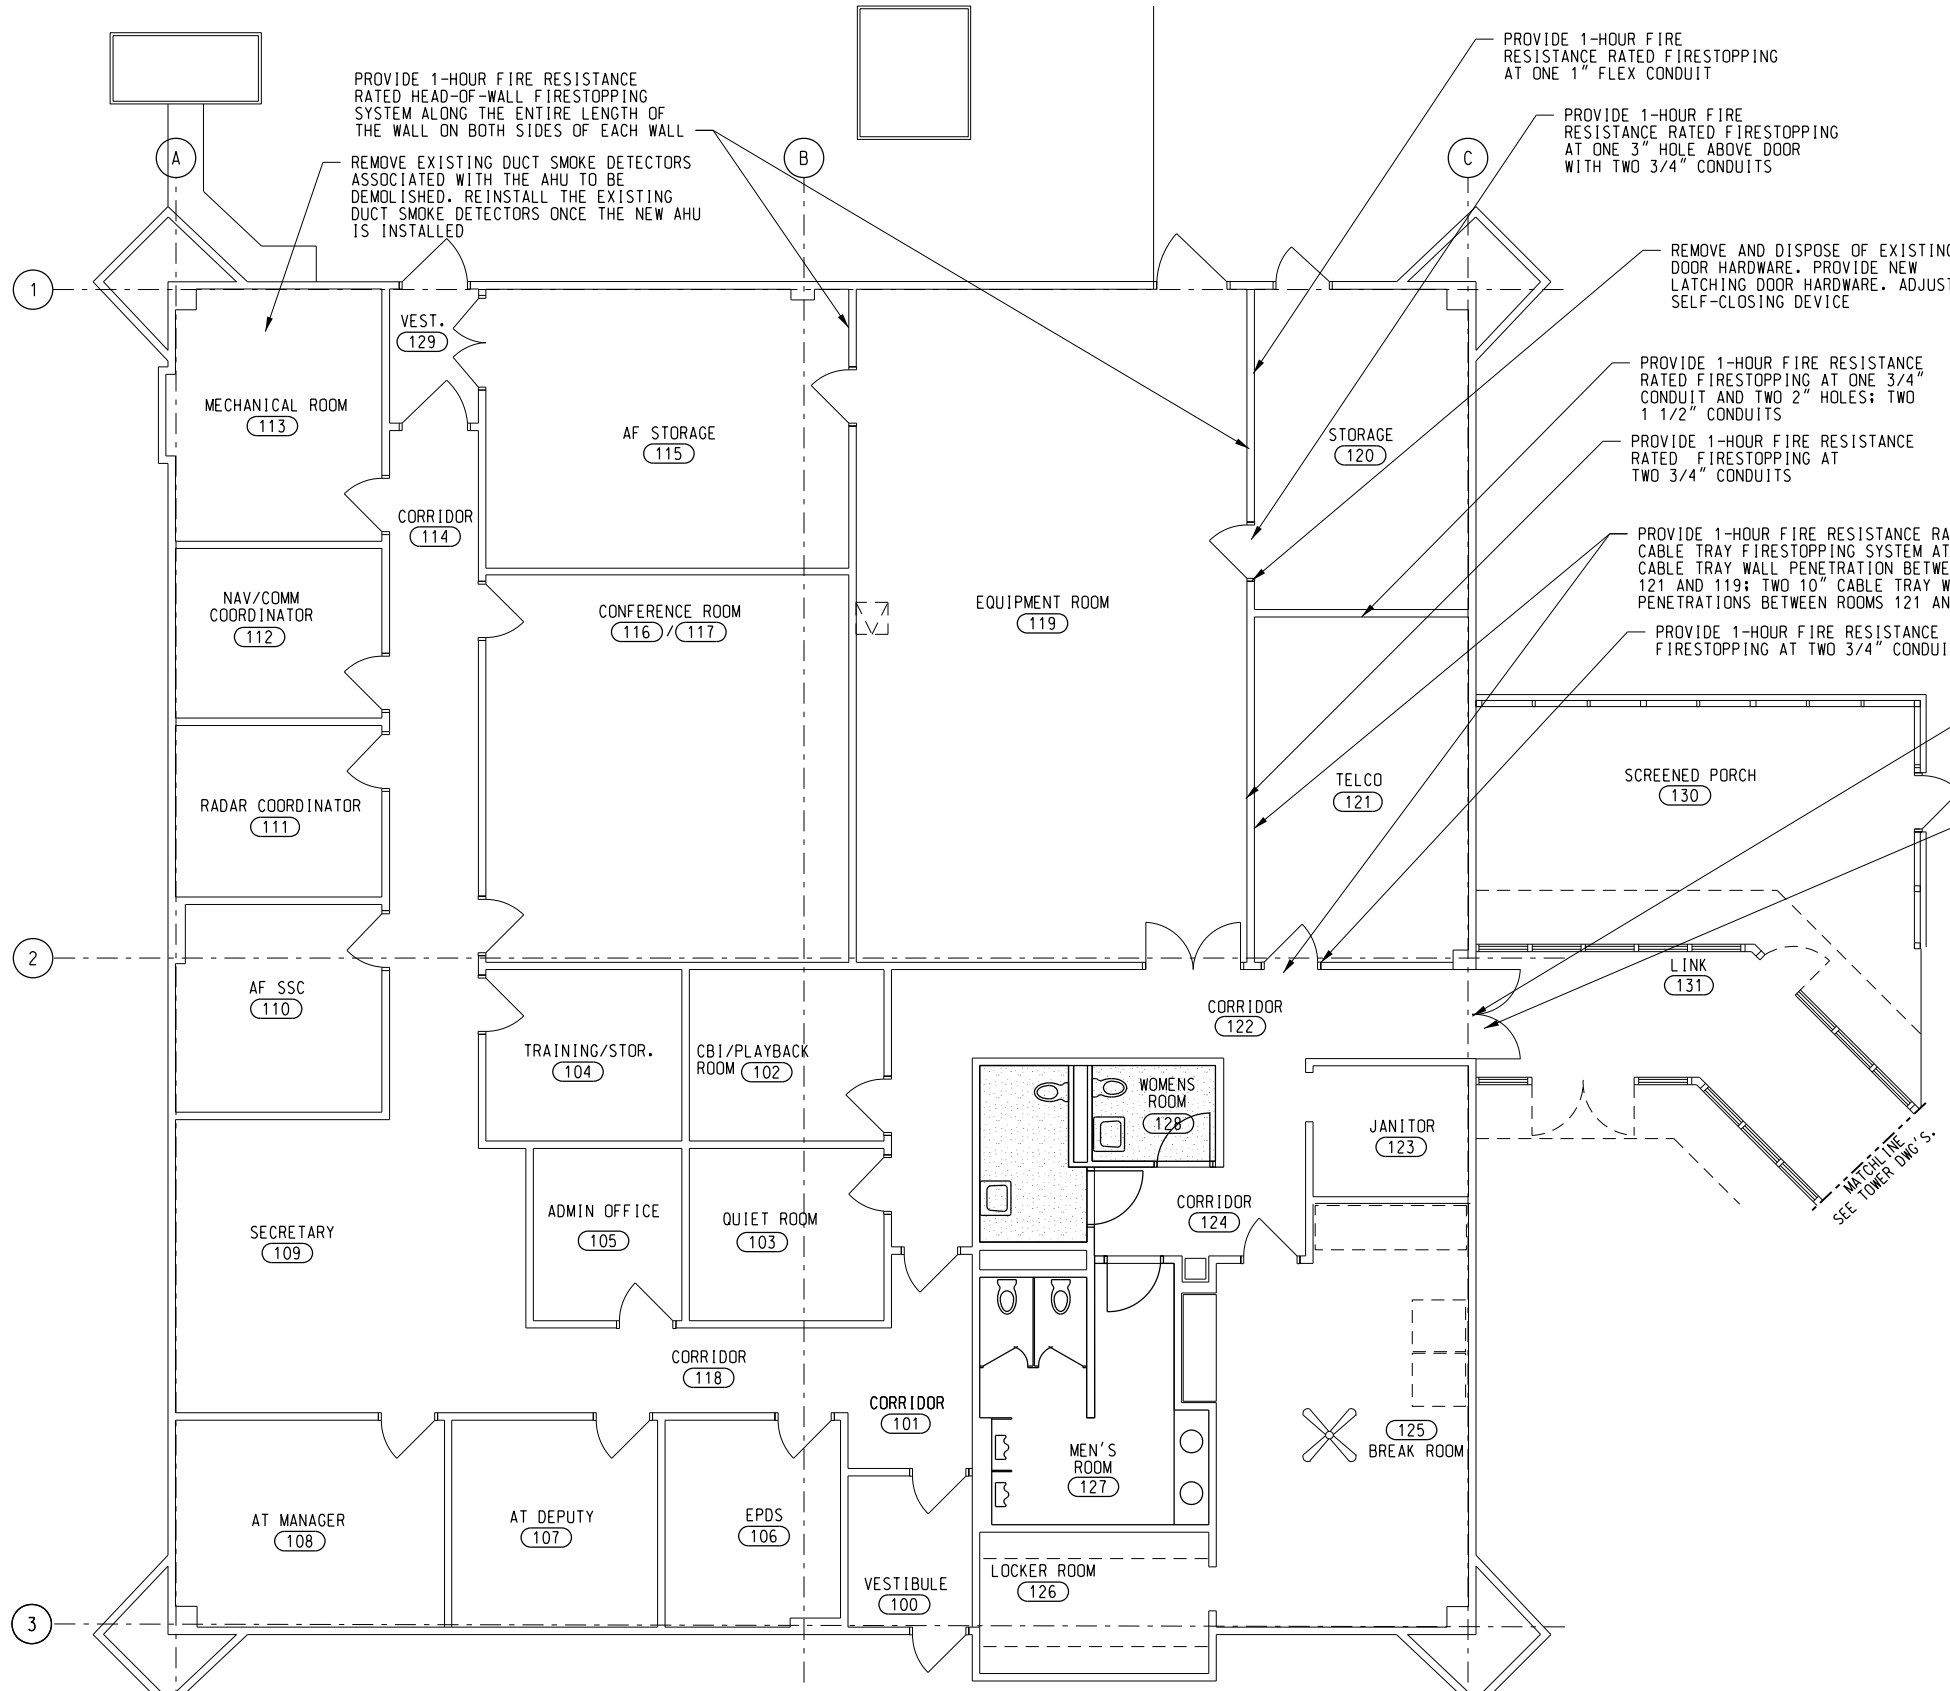 PROVIDE 1-HOUR FIRE RESISTANCE
RATED HEAD-OF-WALL FIRESTOPPING
SYSTEM ALONG THE ENTIRE LENGTH OF
THE WALL ON BOTH SIDES OF EACH WALL
REMOVE EXISTING DUCT SMOKE DETECTORS
ASSOCIATED WITH THE AHU TO BE
DEMOLISHED. REINSTALL THE EXISTING
DUCT SMOKE DETECTORS ONCE THE NEW AHU
IS INSTALLED
PROVIDE 1-HOUR FIRE
RESISTANCE RATED FIRESTOPPING
AT ONE 1" FLEX CONDUIT
PROVIDE 1-HOUR FIRE
RESISTANCE RATED FIRESTOPPING
AT ONE 3" HOLE ABOVE DOOR
WITH TWO 3/4" CONDUITS
REMOVE AND DISPOSE OF EXISTING
DOOR HARDWARE. PROVIDE NEW
LATCHING DOOR HARDWARE. ADJUST
SELF-CLOSING DEVICE
PROVIDE 1-HOUR FIRE RESISTANCE
RATED FIRESTOPPING AT ONE 3/4"
CONDUIT AND TWO 2" HOLES; TWO
1 1/2" CONDUITS
PROVIDE 1-HOUR FIRE RESISTANCE
RATED FIRESTOPPING AT
TWO 3/4" CONDUITS
PROVIDE 1-HOUR FIRE RESISTANCE RA
CABLE TRAY FIRESTOPPING SYSTEM AT
CABLE TRAY WALL PENETRATION BETWE
121 AND 119; TWO 10" CABLE TRAY W
PENETRATIONS BETWEEN ROOMS 121 AN
PROVIDE 1-HOUR FIRE RESISTANCE
FIRESTOPPING AT TWO 3/4" CONDUI
A
B
C
1
2
3
VEST.
129
MECHANICAL ROOM
113
AF STORAGE
115
STORAGE
120
CORRIDOR
114
NAV/COMM
COORDINATOR
112
CONFERENCE ROOM
116 / 117
EQUIPMENT ROOM
119
RADAR COORDINATOR
111
TELCO
121
SCREENED PORCH
130
AF SSC
110
LINK
131
CORRIDOR
122
TRAINING/STOR.
104
CBI/PLAYBACK
ROOM 102
WOMENS
ROOM
128
JANITOR
123
MATCHLINE
SEE TOWER DWG'S.
SECRETARY
109
ADMIN OFFICE
105
QUIET ROOM
103
CORRIDOR
124
CORRIDOR
118
CORRIDOR
101
125
BREAK ROOM
MEN'S
ROOM
127
AT MANAGER
108
AT DEPUTY
107
EPDS
106
VESTIBULE
100
LOCKER ROOM
126